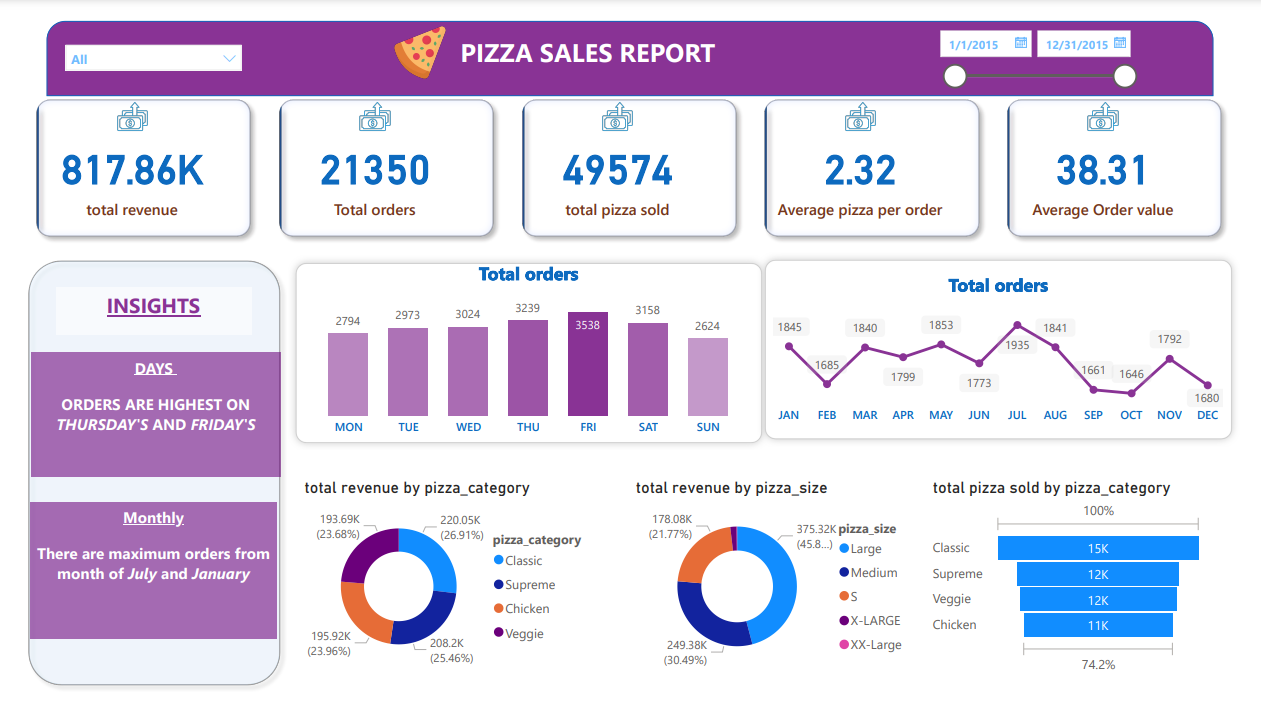 All
PIZZA SALES REPORT
1/1/2015
12/31/2015
817.86K
total revenue
21350
Total orders
49574
total pizza sold
2.32
Average pizza per order
38.31
Average Order value
INSIGHTS
DAYS
ORDERS ARE HIGHEST ON
THURSDAY'S AND FRIDAY'S
Monthly
There are maximum orders from
month of July and January
Total orders
2794
2973
3024
3239
3538
3158
2624
MON
TUE
WED
THU
FRI
SAT
SUN
Total orders
1845
1685
1840
1799
1853
1773
1935
1841
1661
1646
1792
1680
JAN
FEB
MAR
APR
MAY
JUN
JUL
AUG
SEP
OCT
NOV
DEC
total revenue by pizza_category
193.69K
(23.68%)
220.05K
(26.91%)
195.92K
(23.96%)
208.2K
(25.46%)
pizza_category
Classic
Supreme
Chicken
Veggie
total revenue by pizza_size
178.08K
(21.77%)
375.32K
(45.8...)
249.38K
(30.49%)
pizza_size
Large
Medium
S
X-LARGE
XX-Large
total pizza sold by pizza_category
100%
Classic
15K
Supreme
12K
Veggie
12K
Chicken
11K
74.2%